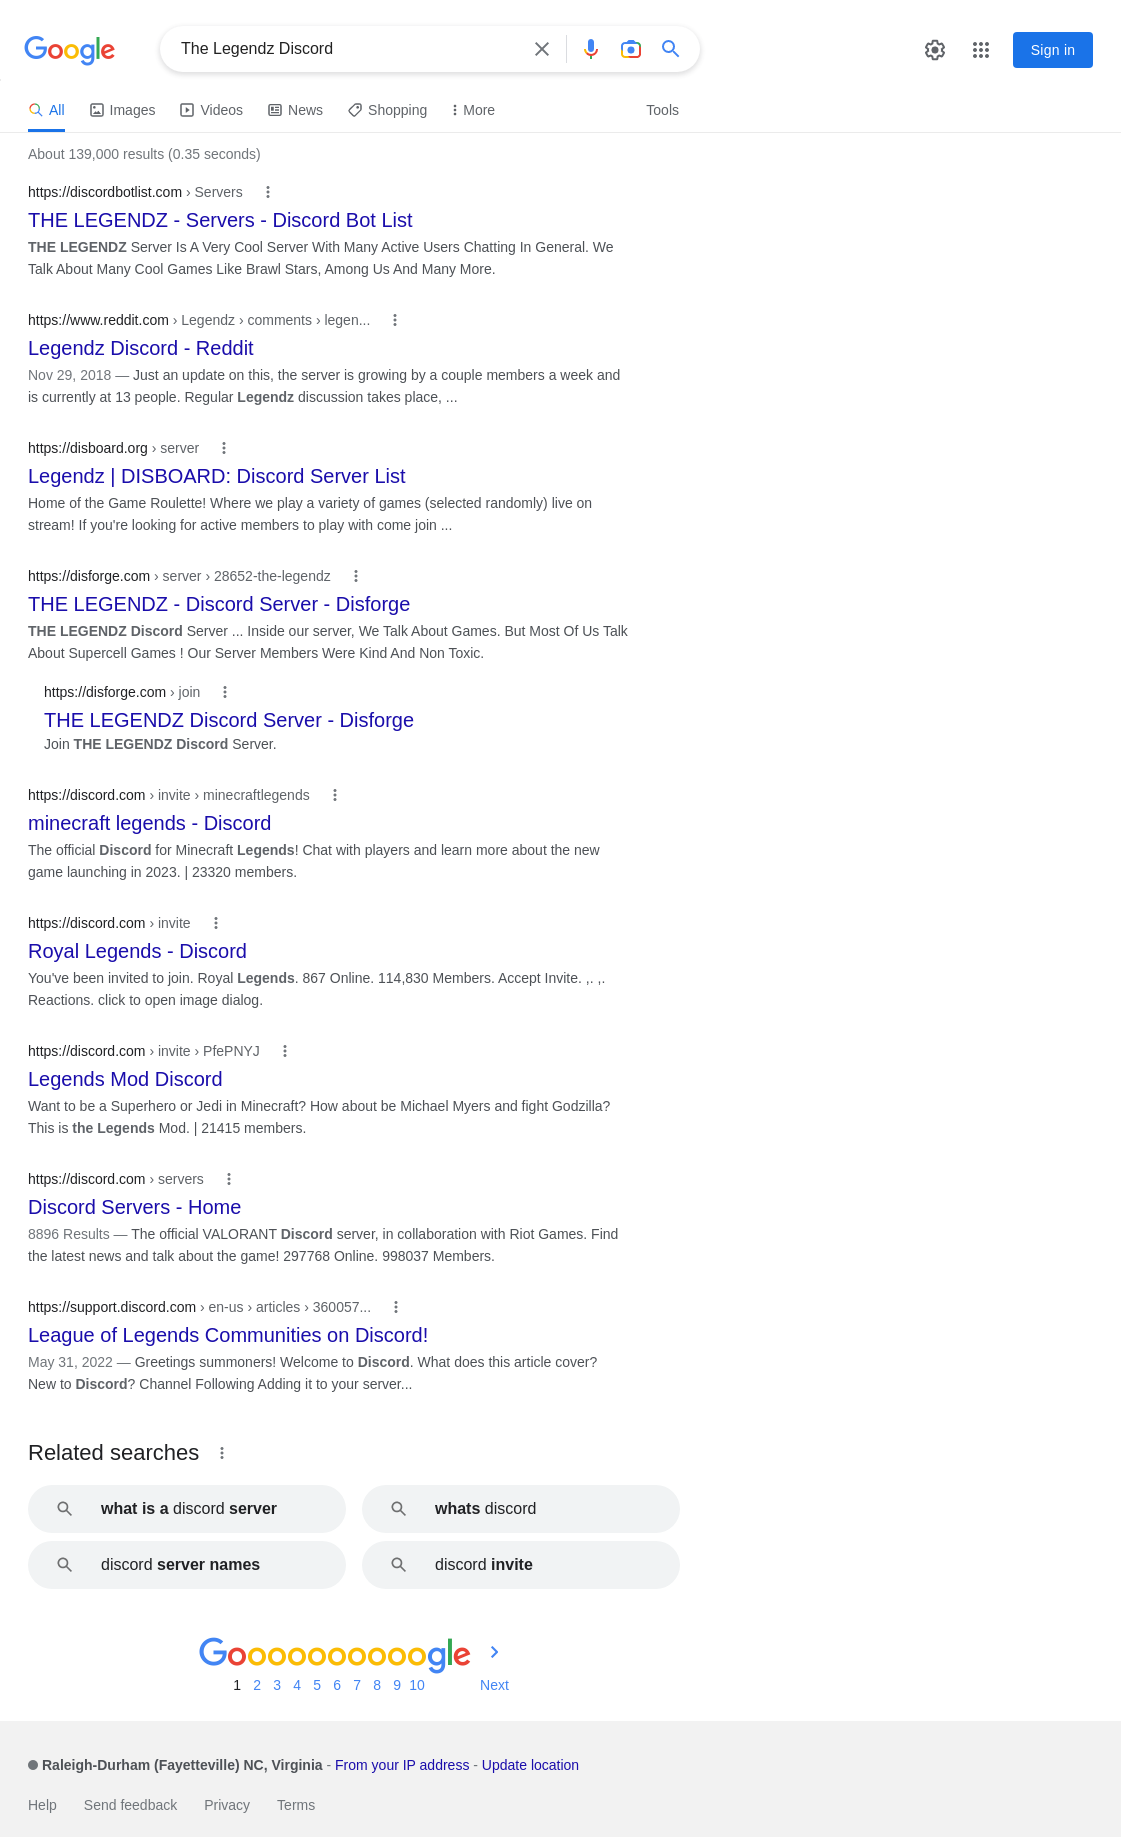 Google
The Legendz Discord
Sign in
All
Images
Videos
News
Shopping
More
Tools
About 139,000 results (0.35 seconds)
https://discordbotlist.com › Servers
THE LEGENDZ - Servers - Discord Bot List
THE LEGENDZ Server Is A Very Cool Server With Many Active Users Chatting In General. We
Talk About Many Cool Games Like Brawl Stars, Among Us And Many More.
https://www.reddit.com › Legendz › comments › legen...
Legendz Discord - Reddit
Nov 29, 2018 — Just an update on this, the server is growing by a couple members a week and
is currently at 13 people. Regular Legendz discussion takes place, ...
https://disboard.org › server
Legendz | DISBOARD: Discord Server List
Home of the Game Roulette! Where we play a variety of games (selected randomly) live on
stream! If you're looking for active members to play with come join ...
https://disforge.com › server › 28652-the-legendz
THE LEGENDZ - Discord Server - Disforge
THE LEGENDZ Discord Server ... Inside our server, We Talk About Games. But Most Of Us Talk
About Supercell Games ! Our Server Members Were Kind And Non Toxic.
https://disforge.com › join
THE LEGENDZ Discord Server - Disforge
Join THE LEGENDZ Discord Server.
https://discord.com › invite › minecraftlegends
minecraft legends - Discord
The official Discord for Minecraft Legends! Chat with players and learn more about the new
game launching in 2023. | 23320 members.
https://discord.com › invite
Royal Legends - Discord
You've been invited to join. Royal Legends. 867 Online. 114,830 Members. Accept Invite. ,. ,.
Reactions. click to open image dialog.
https://discord.com › invite › PfePNYJ
Legends Mod Discord
Want to be a Superhero or Jedi in Minecraft? How about be Michael Myers and fight Godzilla?
This is the Legends Mod. | 21415 members.
https://discord.com › servers
Discord Servers - Home
8896 Results — The official VALORANT Discord server, in collaboration with Riot Games. Find
the latest news and talk about the game! 297768 Online. 998037 Members.
https://support.discord.com › en-us › articles › 360057...
League of Legends Communities on Discord!
May 31, 2022 — Greetings summoners! Welcome to Discord. What does this article cover?
New to Discord? Channel Following Adding it to your server...
Related searches
what is a discord server
whats discord
discord server names
discord invite
Goooooooooogle
1 2 3 4 5 6 7 8 9 10 Next
Raleigh-Durham (Fayetteville) NC, Virginia - From your IP address - Update location
Help Send feedback Privacy Terms